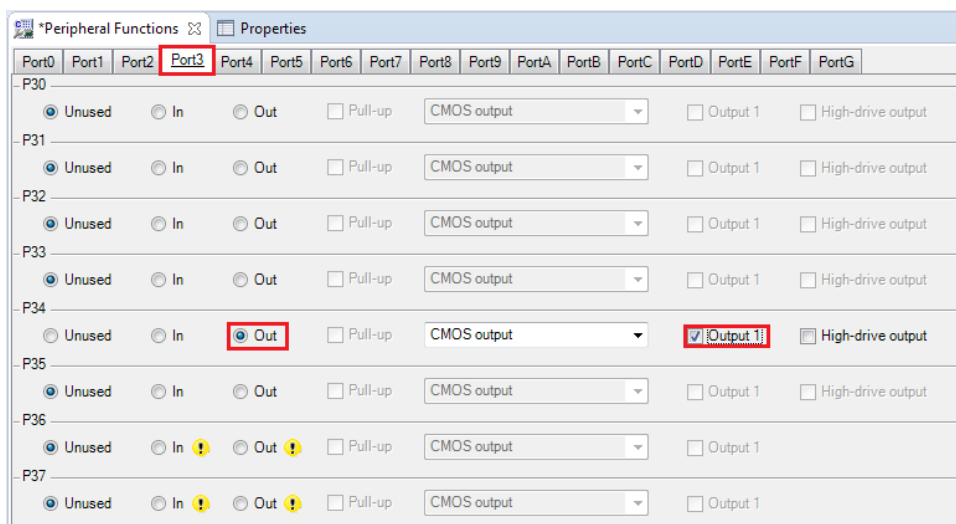 *Peripheral Functions Properties
Port0 Port1 Port2 Port3 Port4 Port5 Port6 Port7 Port8 Port9 PortA PortB PortC PortD PortE PortF PortG
P30
Unused In Out Pull-up CMOS output Output 1 High-drive output
P31
Unused In Out Pull-up CMOS output Output 1 High-drive output
P32
Unused In Out Pull-up CMOS output Output 1 High-drive output
P33
Unused In Out Pull-up CMOS output Output 1 High-drive output
P34
Unused In Out Pull-up CMOS output Output 1 High-drive output
P35
Unused In Out Pull-up CMOS output Output 1 High-drive output
P36
Unused In Out Pull-up CMOS output Output 1
P37
Unused In Out Pull-up CMOS output Output 1